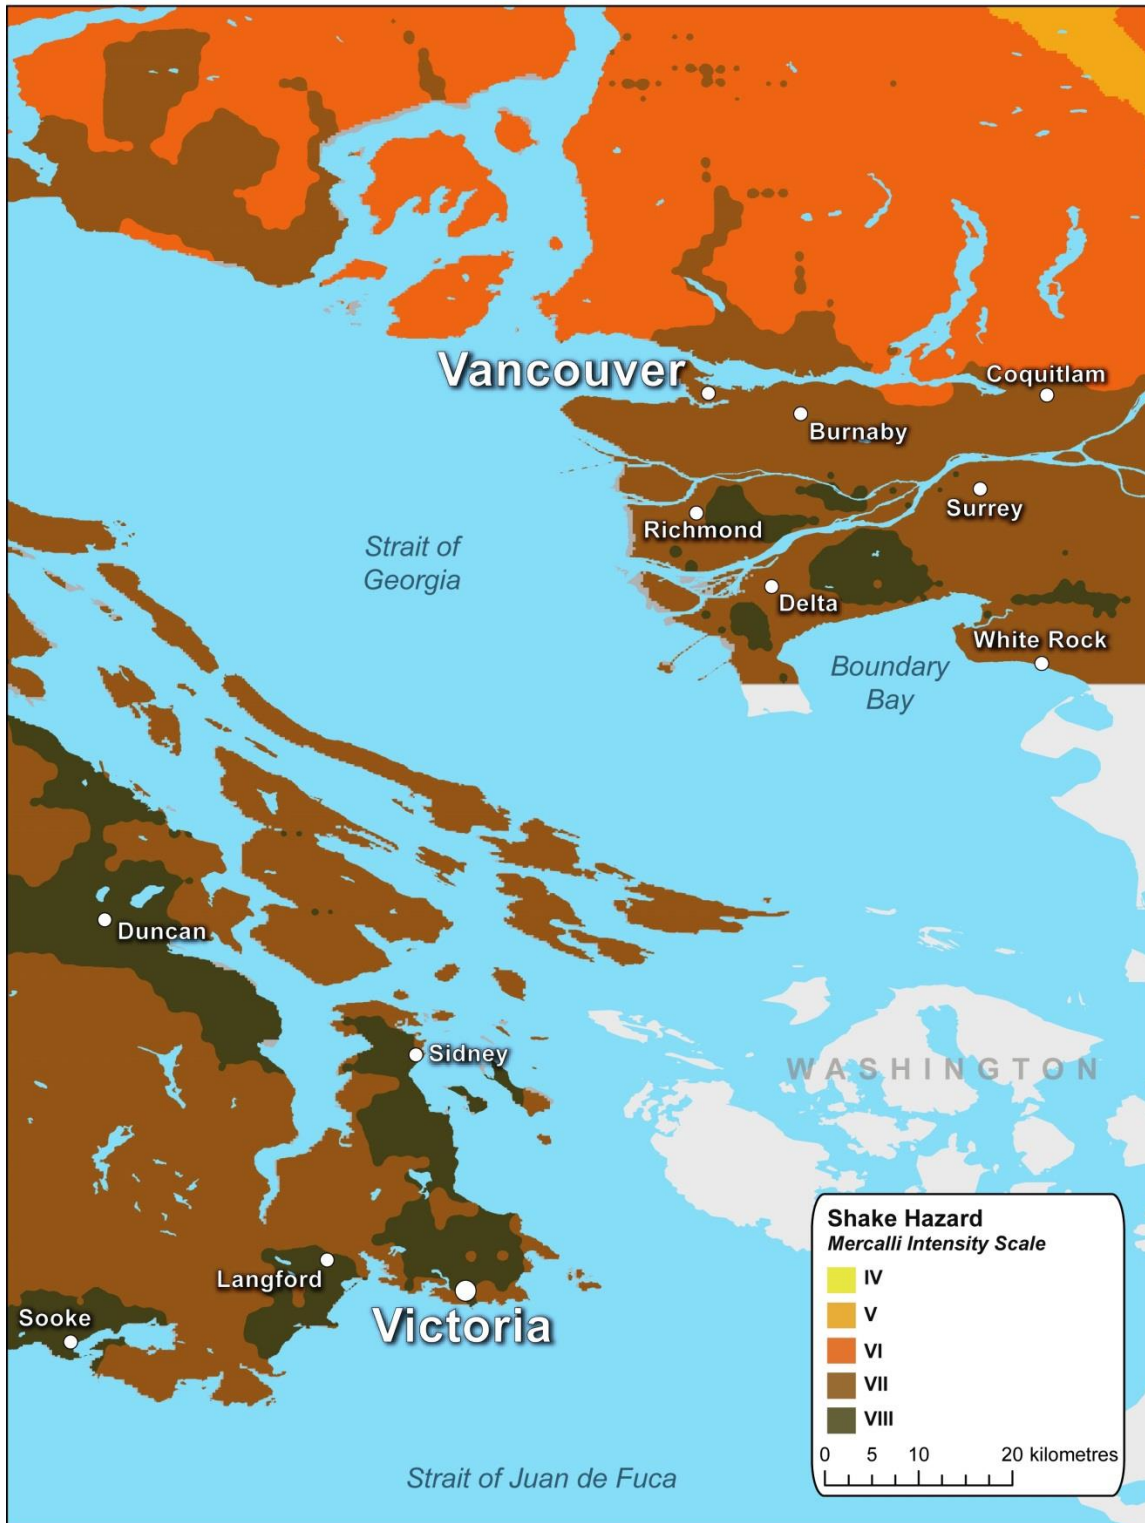 Vancouver
Coquitlam
Burnaby
Surrey
Richmond
Strait of
Georgia
Delta
White Rock
Boundary
Bay
Duncan
Sidney
WASHINGTON
Langford
Sooke
Victoria
Strait of Juan de Fuca
Shake Hazard
Mercalli Intensity Scale
IV
V
VI
VII
VIII
0 5 10 20 kilometres